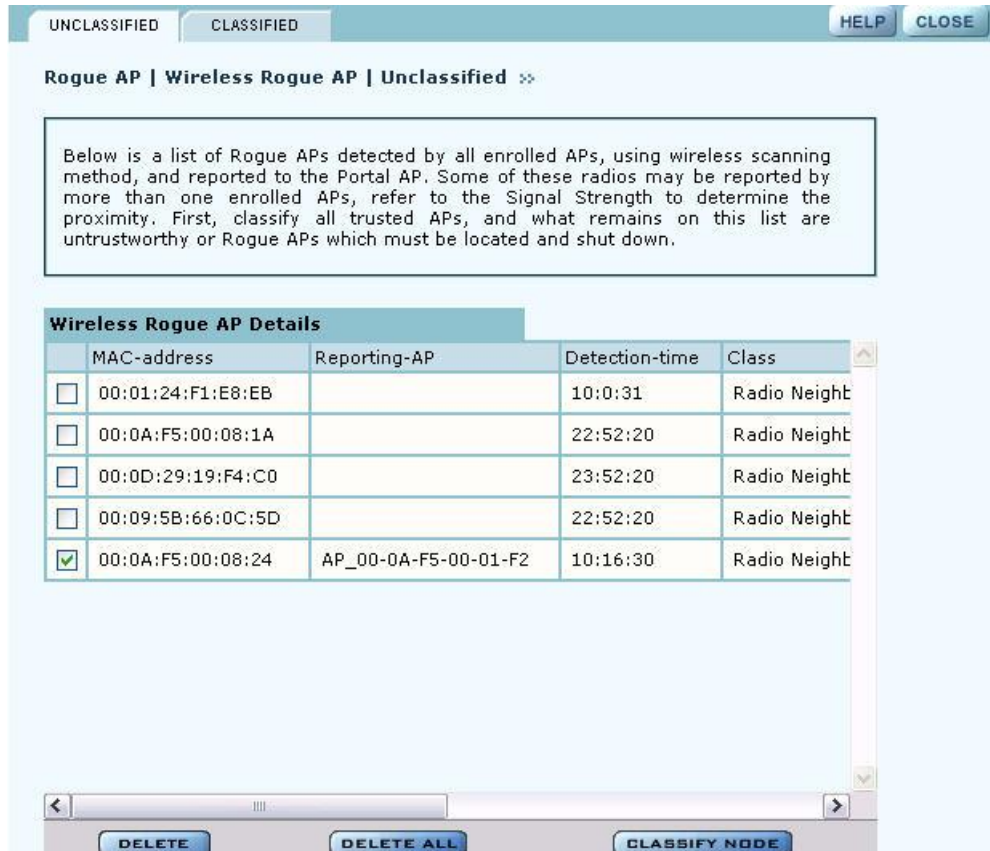 UNCLASSIFIED CLASSIFIED HELP CLOSE
Rogue AP | Wireless Rogue AP | Unclassified »
Below is a list of Rogue APs detected by all enrolled APs, using wireless scanning
method, and reported to the Portal AP. Some of these radios may be reported by
more than one enrolled APs, refer to the Signal Strength to determine the
proximity. First, classify all trusted APs, and what remains on this list are
untrustworthy or Rogue APs which must be located and shut down.
Wireless Rogue AP Details
MAC-address Reporting-AP Detection-time Class
00:01:24:F1:E8:EB 10:0:31 Radio Neighb
00:0A:F5:00:08:1A 22:52:20 Radio Neighb
00:0D:29:19:F4:C0 23:52:20 Radio Neighb
00:09:5B:66:0C:5D 22:52:20 Radio Neighb
00:0A:F5:00:08:24 AP_00-0A-F5-00-01-F2 10:16:30 Radio Neighb
DELETE DELETE ALL CLASSIFY NODE